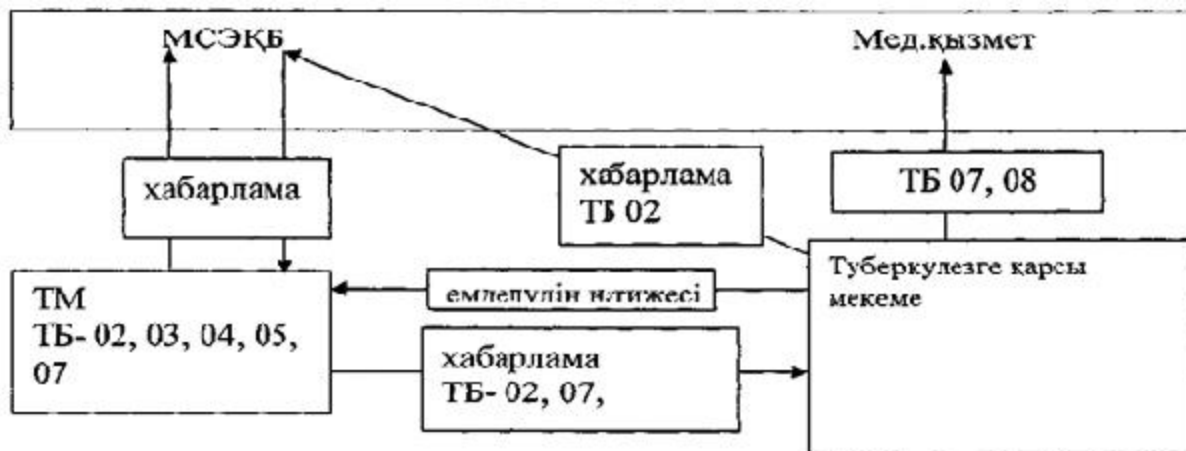 МСЭҚБ
Мед.қызмет
хабарлама
хабарлама
ТБ 02
ТБ 07, 08
Туберкулезге қарсы
мекеме
емделудің нәтижесі
ТМ
ТБ- 02, 03, 04, 05,
07
хабарлама
ТБ- 02, 07,